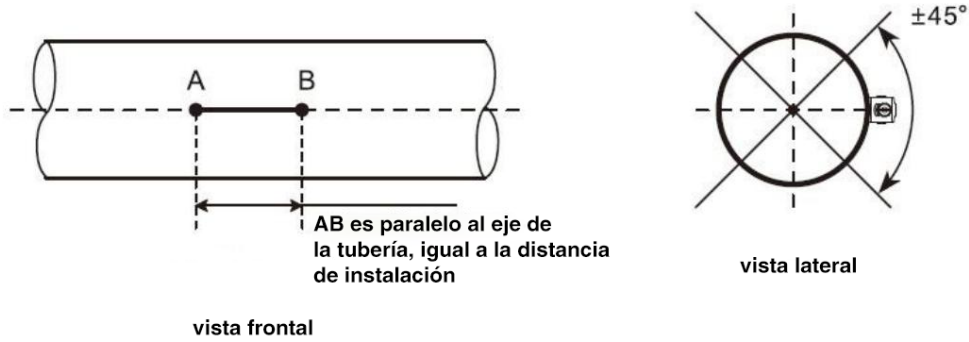 ±45°
A B
AB es paralelo al eje de
la tubería, igual a la distancia
de instalación
vista lateral
vista frontal